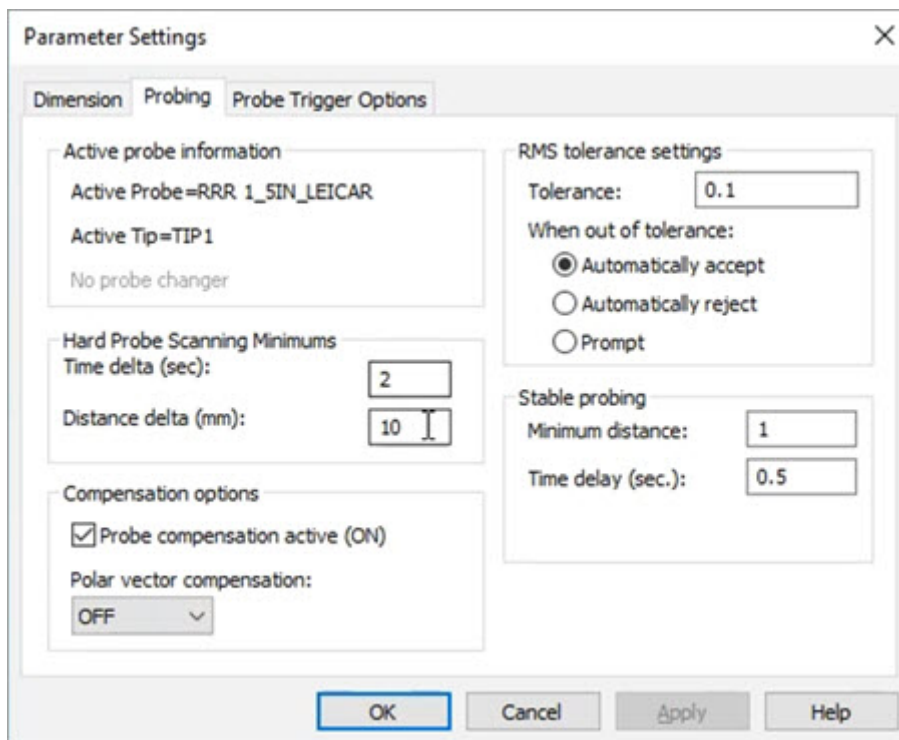 Parameter Settings
Dimension
Probing
Probe Trigger Options
Active probe information
Active Probe=RRR 1_5IN_LEICAR
Active Tip=TIP1
No probe changer
Hard Probe Scanning Minimums
Time delta (sec):
2
Distance delta (mm):
10
Compensation options
Probe compensation active (ON)
Polar vector compensation:
OFF
RMS tolerance settings
Tolerance:
0.1
When out of tolerance:
Automatically accept
Automatically reject
Prompt
Stable probing
Minimum distance:
1
Time delay (sec.):
0.5
OK
Cancel
Apply
Help